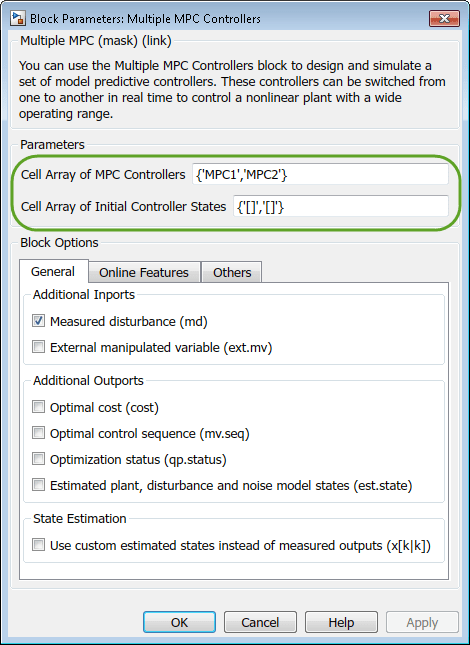 Block Parameters: Multiple MPC Controllers
Multiple MPC (mask) (link)
You can use the Multiple MPC Controllers block to design and simulate a
set of model predictive controllers. These controllers can be switched from
one to another in real time to control a nonlinear plant with a wide
operating range.
Parameters
Cell Array of MPC Controllers {'MPC1','MPC2'}
Cell Array of Initial Controller States {'[]','[]'}
Block Options
General Online Features Others
Additional Inports
Measured disturbance (md)
External manipulated variable (ext.mv)
Additional Outports
Optimal cost (cost)
Optimal control sequence (mv.seq)
Optimization status (qp.status)
Estimated plant, disturbance and noise model states (est.state)
State Estimation
Use custom estimated states instead of measured outputs (x[k|k])
OK Cancel Help Apply